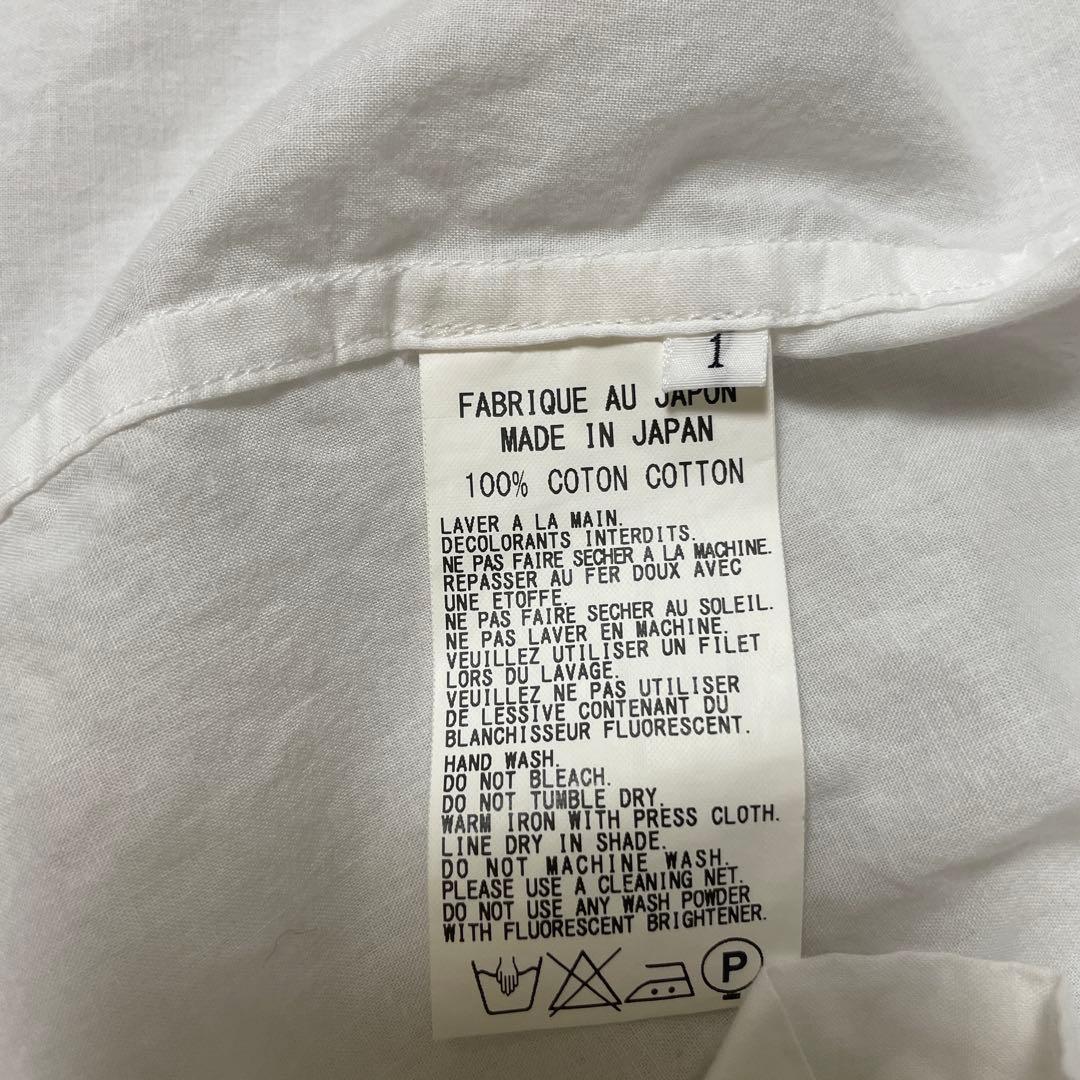 1
FABRIQUE AU JAPON
MADE IN JAPAN
100% COTON COTTON
LAVER A LA MAIN.
DECOLORANTS INTERDITS.
NE PAS FAIRE SECHER A LA MACHINE.
REPASSER AU FER DOUX AVEC
UNE ETOFFE.
NE PAS FAIRE SECHER AU SOLEIL.
NE PAS LAVER EN MACHINE.
VEUILLEZ UTILISER UN FILET
LORS DU LAVAGE.
VEUILLEZ NE PAS UTILISER
DE LESSIVE CONTENANT DU
BLANCHISSEUR FLUORESCENT.
HAND WASH.
DO NOT BLEACH.
DO NOT TUMBLE DRY.
WARM IRON WITH PRESS CLOTH.
LINE DRY IN SHADE.
DO NOT MACHINE WASH.
PLEASE USE A CLEANING NET.
DO NOT USE ANY WASH POWDER
WITH FLUORESCENT BRIGHTENER.
P